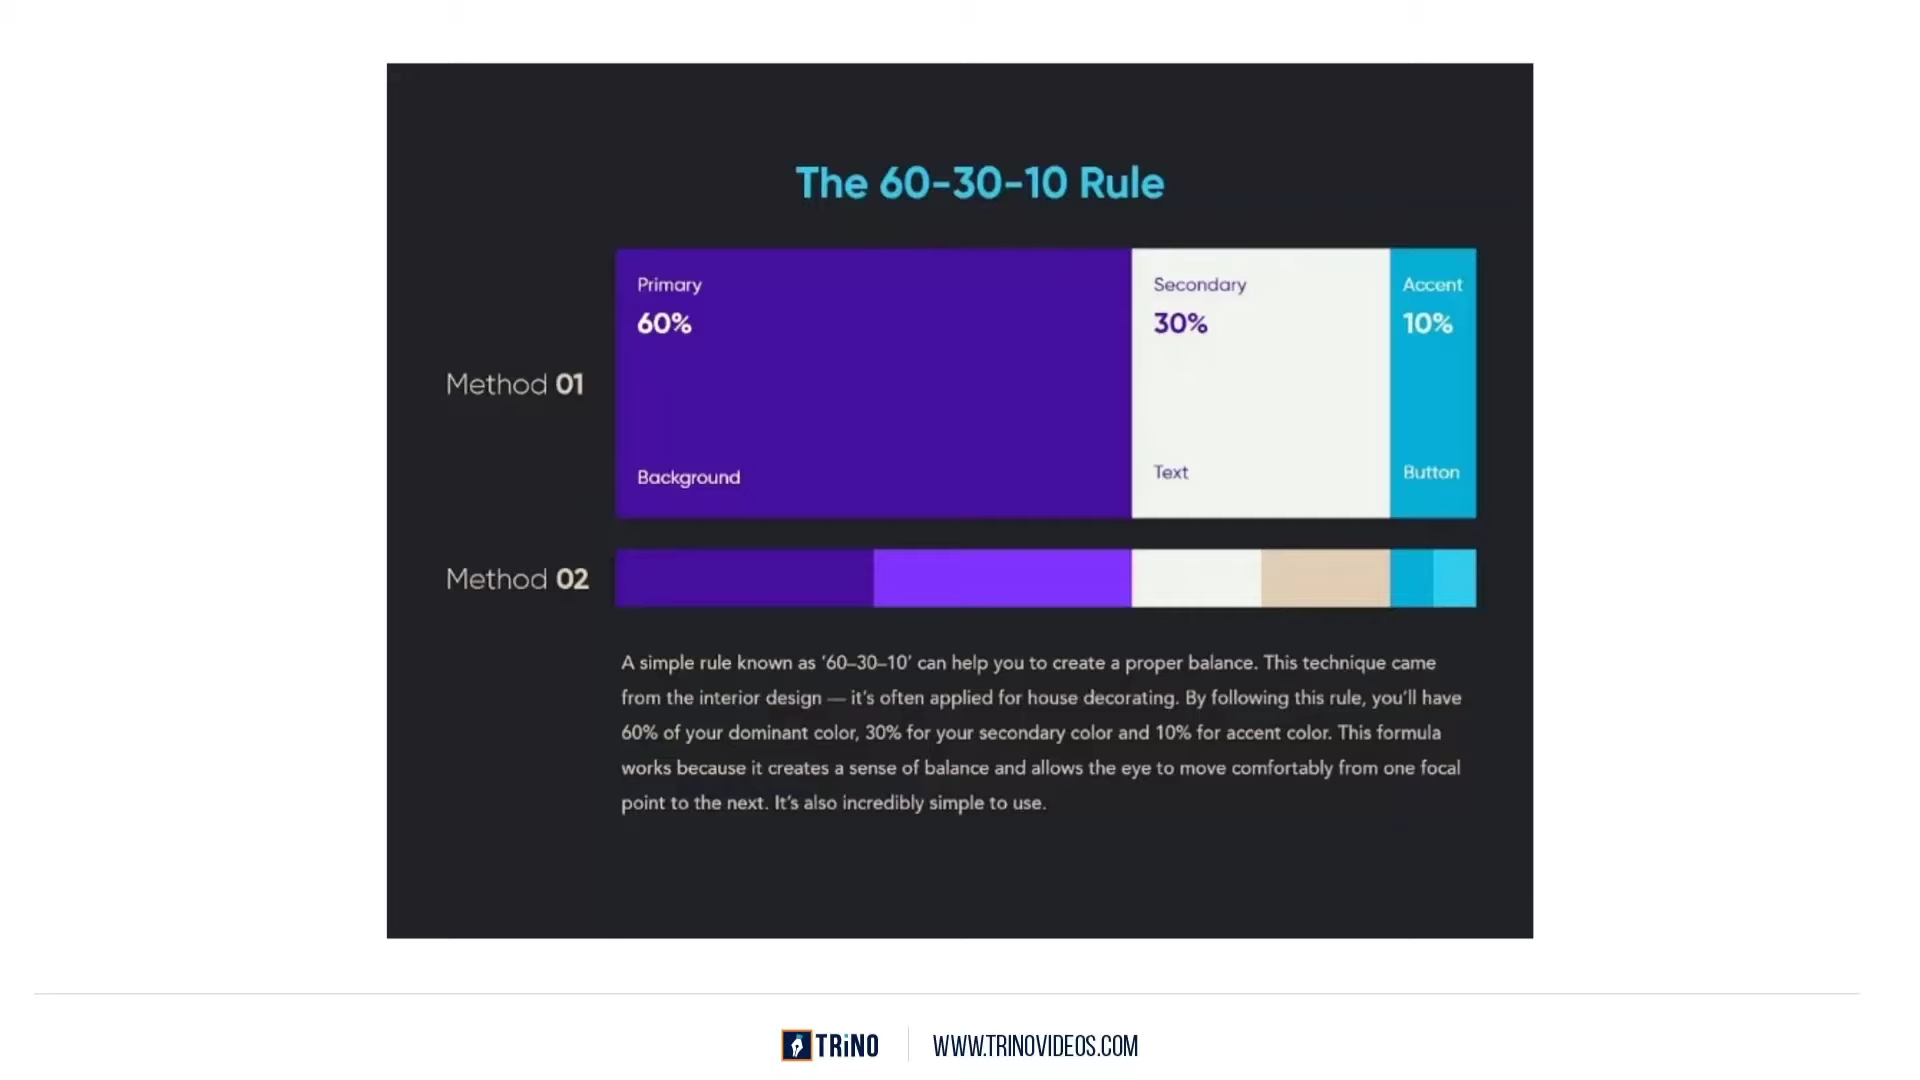 The 60-30-10 Rule
Primary
60%
Background
Secondary
30%
Text
Accent
10%
Button
Method 01
Method 02
A simple rule known as ‘60–30–10’ can help you to create a proper balance. This technique came
from the interior design — it’s often applied for house decorating. By following this rule, you’ll have
60% of your dominant color, 30% for your secondary color and 10% for accent color. This formula
works because it creates a sense of balance and allows the eye to move comfortably from one focal
point to the next. It’s also incredibly simple to use.
TRiNO
WWW.TRINOVIDEOS.COM